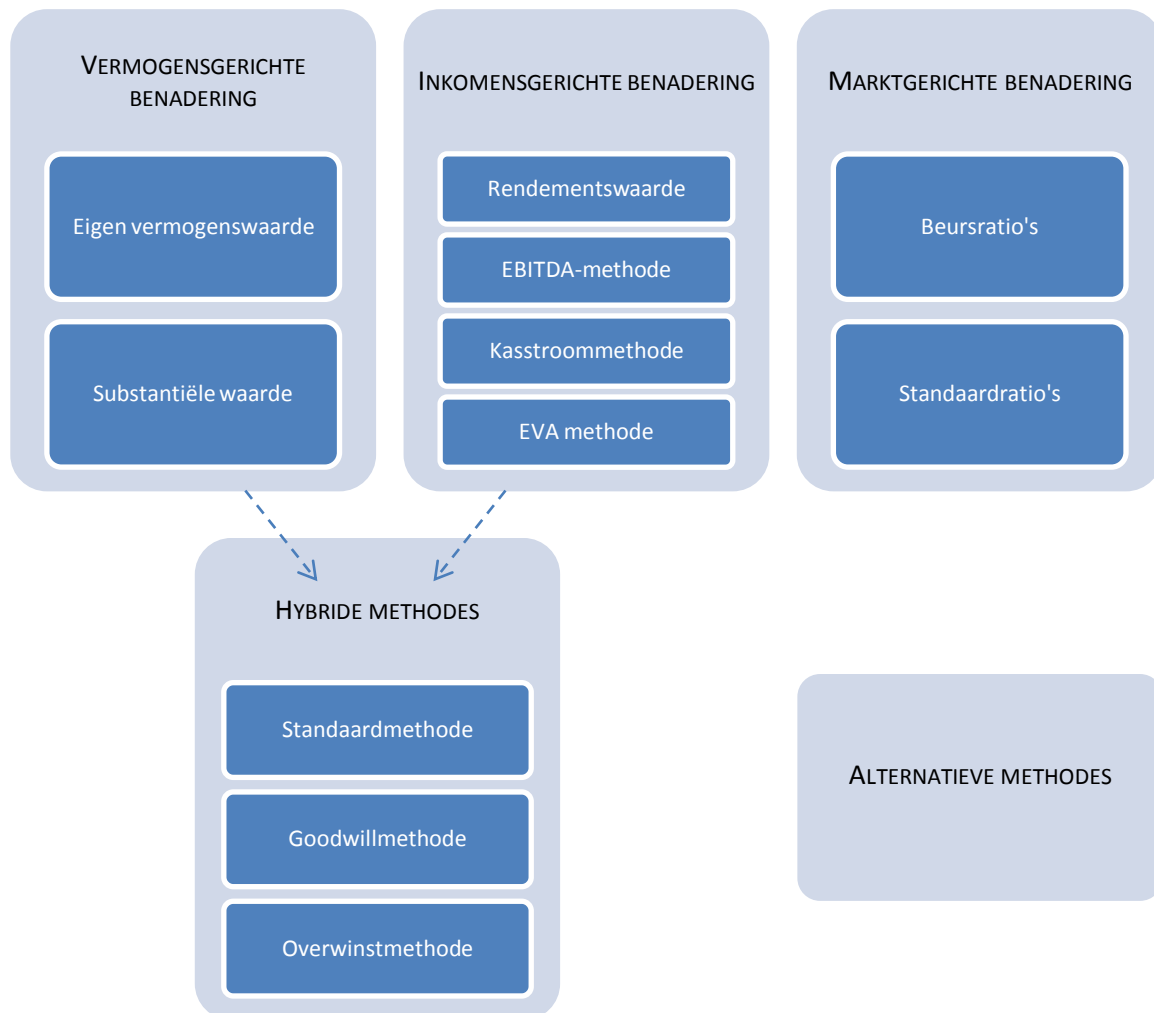 VERMOGENSGERICHTE
BENADERING
Eigen vermogenswaarde
Substantiële waarde
INKOMENSGERICHTE BENADERING
Rendementswaarde
EBITDA-methode
Kasstroommethode
EVA methode
MARKTGERICHTE BENADERING
Beursratio's
Standaardratio's
HYBRIDE METHODES
Standaardmethode
Goodwillmethode
Overwinstmethode
ALTERNATIEVE METHODES